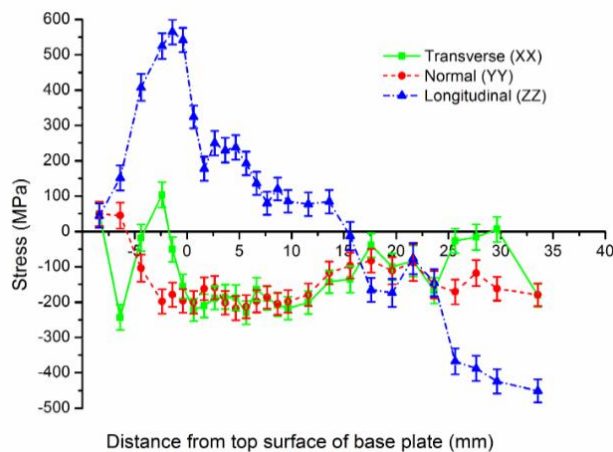 600
500
400
300
200
100
0
-100
-200
-300
-400
-500
-5 0 5 10 15 20 25 30 35 40
Stress (MPa)
Transverse (XX)
Normal (YY)
Longitudinal (ZZ)
Distance from top surface of base plate (mm)